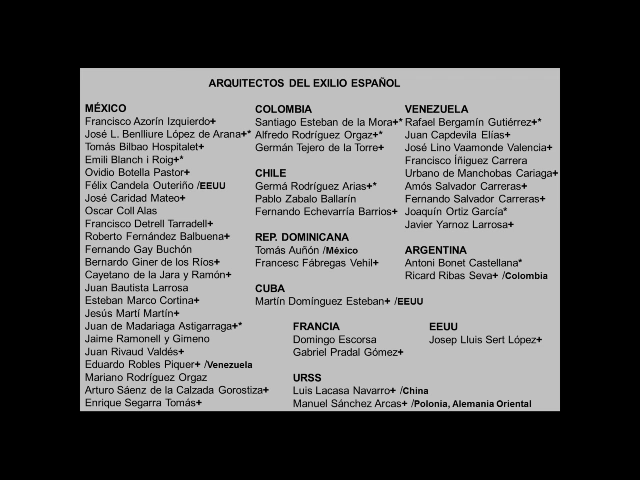 ARQUITECTOS DEL EXILIO ESPAÑOL
MÉXICO
Francisco Azorín Izquierdo+
José L. Benlliure López de Arana+*
Tomás Bilbao Hospitalet+
Emili Blanch i Roig+*
Ovidio Botella Pastor+
Félix Candela Outeriño /EEUU
José Caridad Mateo+
Oscar Coll Alas
Francisco Detrell Tarradell+
Roberto Fernández Balbuena+
Fernando Gay Buchón
Bernardo Giner de los Ríos+
Cayetano de la Jara y Ramón+
Juan Bautista Larrosa
Esteban Marco Cortina+
Jesús Martí Martín+
Juan de Madariaga Astigarraga+*
Jaime Ramonell y Gimeno
Juan Rivaud Valdés+
Eduardo Robles Piquer+ /Venezuela
Mariano Rodríguez Orgaz
Arturo Sáenz de la Calzada Gorostiza+
Enrique Segarra Tomás+
COLOMBIA
Santiago Esteban de la Mora+*
Alfredo Rodríguez Orgaz+*
Germán Tejero de la Torre+
CHILE
Germá Rodríguez Arias+*
Pablo Zabalo Ballarín
Fernando Echevarría Barrios+
REP. DOMINICANA
Tomás Auñón /México
Francesc Fábregas Vehil+
CUBA
Martín Domínguez Esteban+ /EEUU
VENEZUELA
Rafael Bergamín Gutiérrez+*
Juan Capdevila Elías+
José Lino Vaamonde Valencia+
Francisco Íñiguez Carrera
Urbano de Manchobas Cariaga+
Amós Salvador Carreras+
Fernando Salvador Carreras+
Joaquín Ortiz García*
Javier Yarnoz Larrosa+
ARGENTINA
Antoni Bonet Castellana*
Ricard Ribas Seva+ /Colombia
FRANCIA
Domingo Escorsa
Gabriel Pradal Gómez+
EEUU
Josep Lluis Sert López+
URSS
Luis Lacasa Navarro+ /China
Manuel Sánchez Arcas+ /Polonia, Alemania Oriental